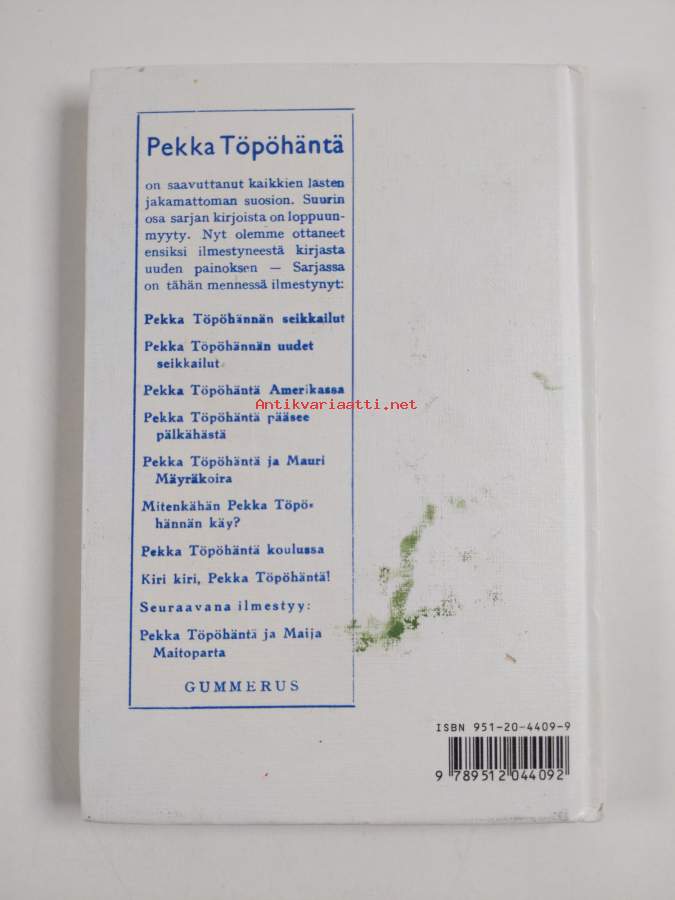 Pekka Töpöhäntä
on saavuttanut kaikkien lasten
jakamattoman suosion. Suurin
osa sarjan kirjoista on loppuun-
myyty. Nyt olemme ottaneet
ensiksi ilmestyneestä kirjasta
uuden painoksen — Sarjassa
on tähän mennessä ilmestynyt:
Pekka Töpöhännän seikkailut
Pekka Töpöhännän uudet
seikkailut
Pekka Töpöhäntä Amerikassa
Antikvariaatti.net
Pekka Töpöhäntä pääsee
pälkähästä
Pekka Töpöhäntä ja Mauri
Mäyräkoira
Mitenkähän Pekka Töpö-
hännän käy?
Pekka Töpöhäntä koulussa
Kiri kiri, Pekka Töpöhäntä!
Seuraavana ilmestyy:
Pekka Töpöhäntä ja Maija
Maitoparta
GUMMERUS
ISBN 951-20-4409-9
9 789512 044092